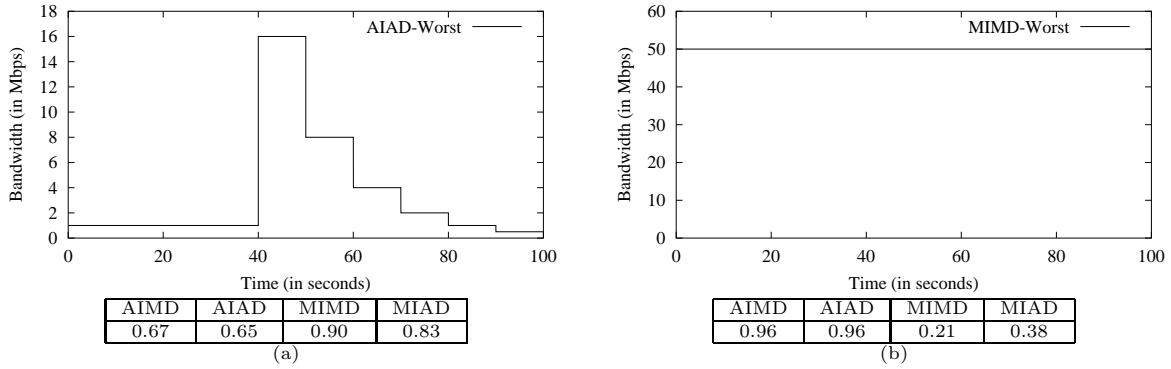 18
16
14
12
10
8
6
4
2
0
Bandwidth (in Mbps)
AIAD-Worst
0 20 40 60 80 100
Time (in seconds)
AIMD AIAD MIMD MIAD
0.67 0.65 0.90 0.83
(a)
60
50
40
30
20
10
0
Bandwidth (in Mbps)
MIMD-Worst
0 20 40 60 80 100
Time (in seconds)
AIMD AIAD MIMD MIAD
0.96 0.96 0.21 0.38
(b)